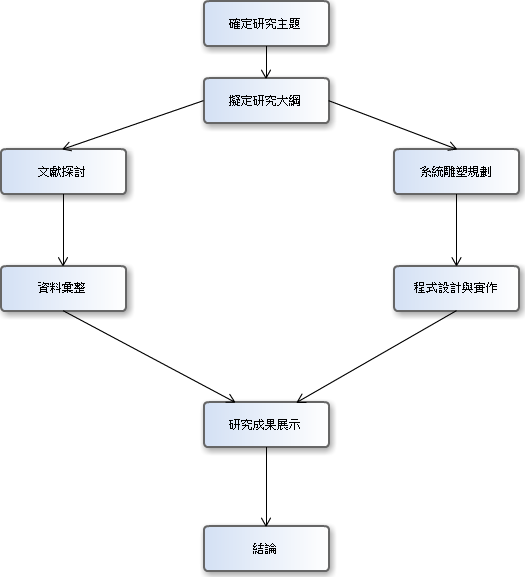 確定研究主題
擬定研究大綱
文獻探討
系統雕塑規劃
資料彙整
程式設計與實作
研究成果展示
結論